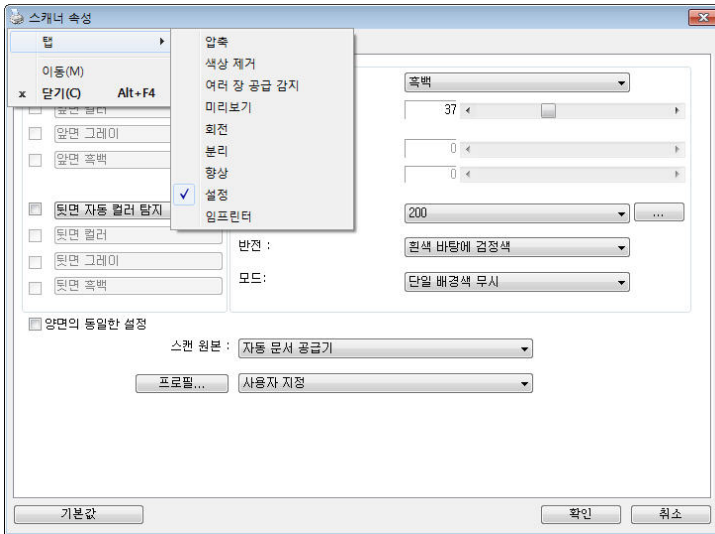 스캐너 속성
탭
이동(M)
x 닫기(C) Alt+F4
압축
색상 제거
여러 장 공급 감지
미리보기
회전
분리
향상
설정
임프린터
앞면 컬러
앞면 그레이
앞면 흑백
뒷면 자동 컬러 탐지
뒷면 컬러
뒷면 그레이
뒷면 흑백
흑백
37
0
0
200 ...
반전 : 흰색 바탕에 검정색
모드: 단일 배경색 무시
양면의 동일한 설정
스캔 원본 : 자동 문서 공급기
프로필... 사용자 지정
기본값 확인 취소